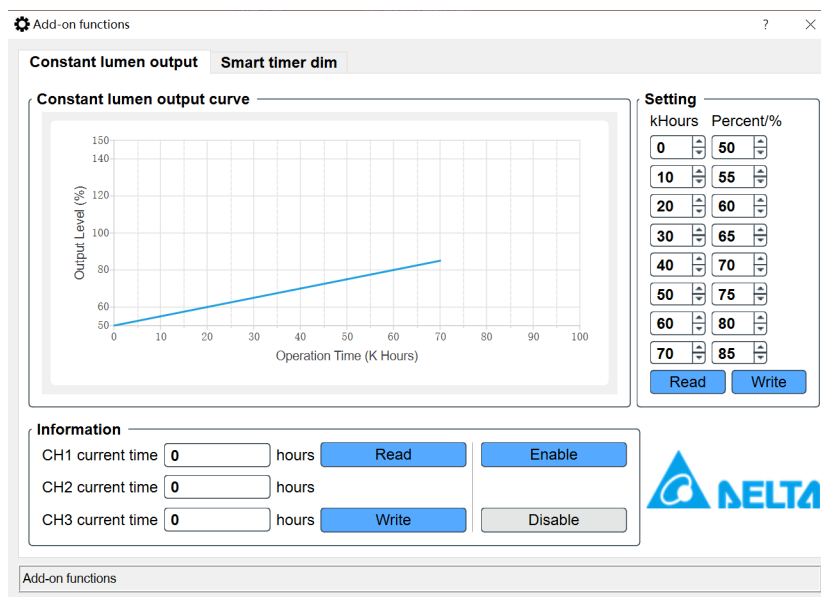 Add-on functions ?
Constant lumen output Smart timer dim
Constant lumen output curve
150
140
120
100
80
60
50
Output Level (%)
0 10 20 30 40 50 60 70 80 90 100
Operation Time (K Hours)
Setting
kHours Percent/%
0 50
10 55
20 60
30 65
40 70
50 75
60 80
70 85
Read Write
Information
CH1 current time 0 hours Read Enable
CH2 current time 0 hours
CH3 current time 0 hours Write Disable
DELTA
Add-on functions